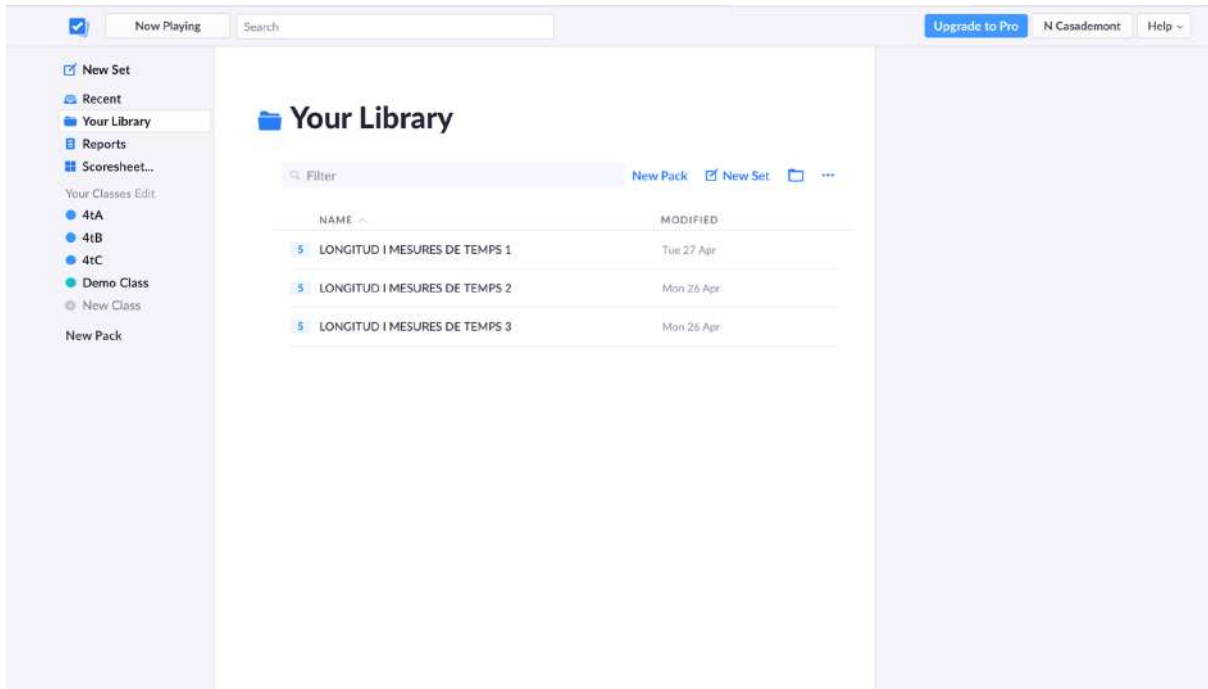 Now Playing
Search
Upgrade to Pro
N Casademont
Help
New Set
Recent
Your Library
Reports
Scoresheet...
Your Classes Edit
4tA
4tB
4tC
Demo Class
New Class
New Pack
Your Library
Filter
New Pack New Set ...
NAME MODIFIED
5 LONGITUD I MESURES DE TEMPS 1 Tue 27 Apr
5 LONGITUD I MESURES DE TEMPS 2 Mon 26 Apr
5 LONGITUD I MESURES DE TEMPS 3 Mon 26 Apr